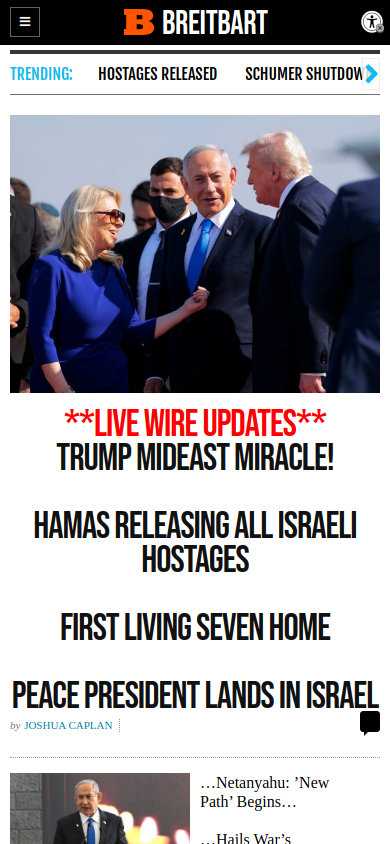 B BREITBART
TRENDING: HOSTAGES RELEASED SCHUMER SHUTDOW
**LIVE WIRE UPDATES**
TRUMP MIDEAST MIRACLE!
HAMAS RELEASING ALL ISRAELI
HOSTAGES
FIRST LIVING SEVEN HOME
PEACE PRESIDENT LANDS IN ISRAEL
by JOSHUA CAPLAN
…Netanyahu: ’New
Path’ Begins…
…Hails War’s